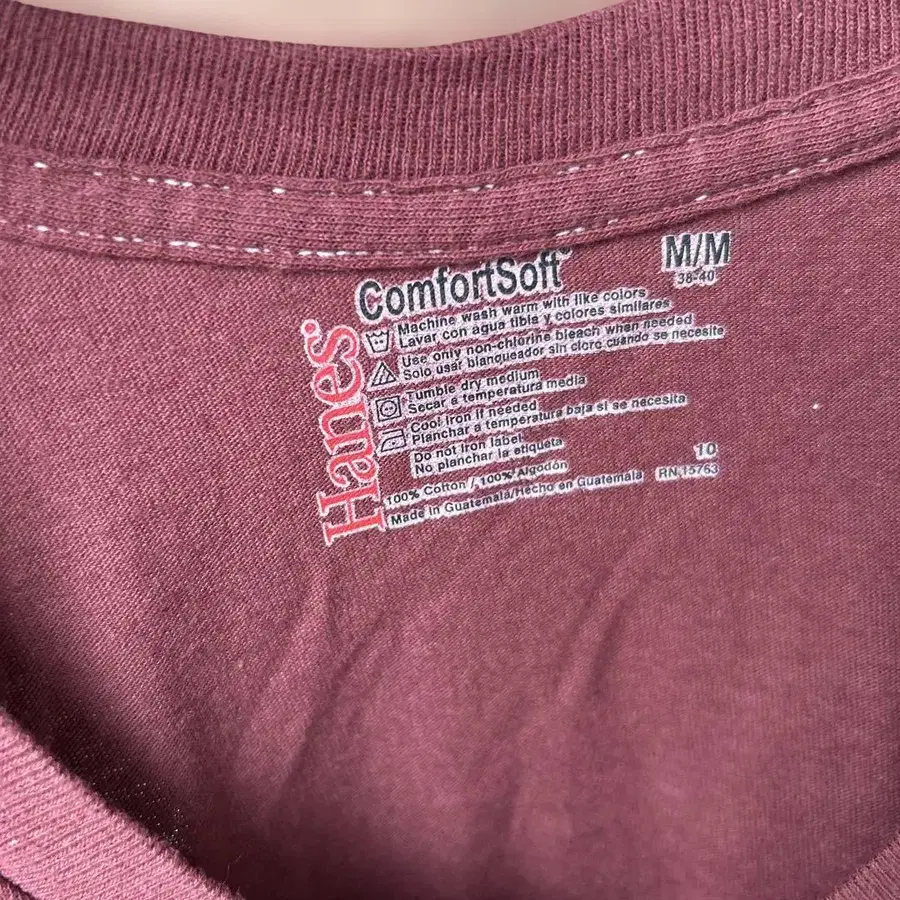 Hanes®
ComfortSoft®
M/M
38-40
Machine wash warm with like colors
Lavar con agua tibia y colores similares
Use only non-chlorine bleach when needed
Solo usar blanqueador sin cloro cuando se necesite
Tumble dry medium
Secar a temperatura media
Cool iron if needed
Planchar a temperatura baja si se necesita
Do not iron label
No planchar la etiqueta
10
100% Cotton / 100% Algodón
RN 15763
Made in Guatemala/Hecho en Guatemala